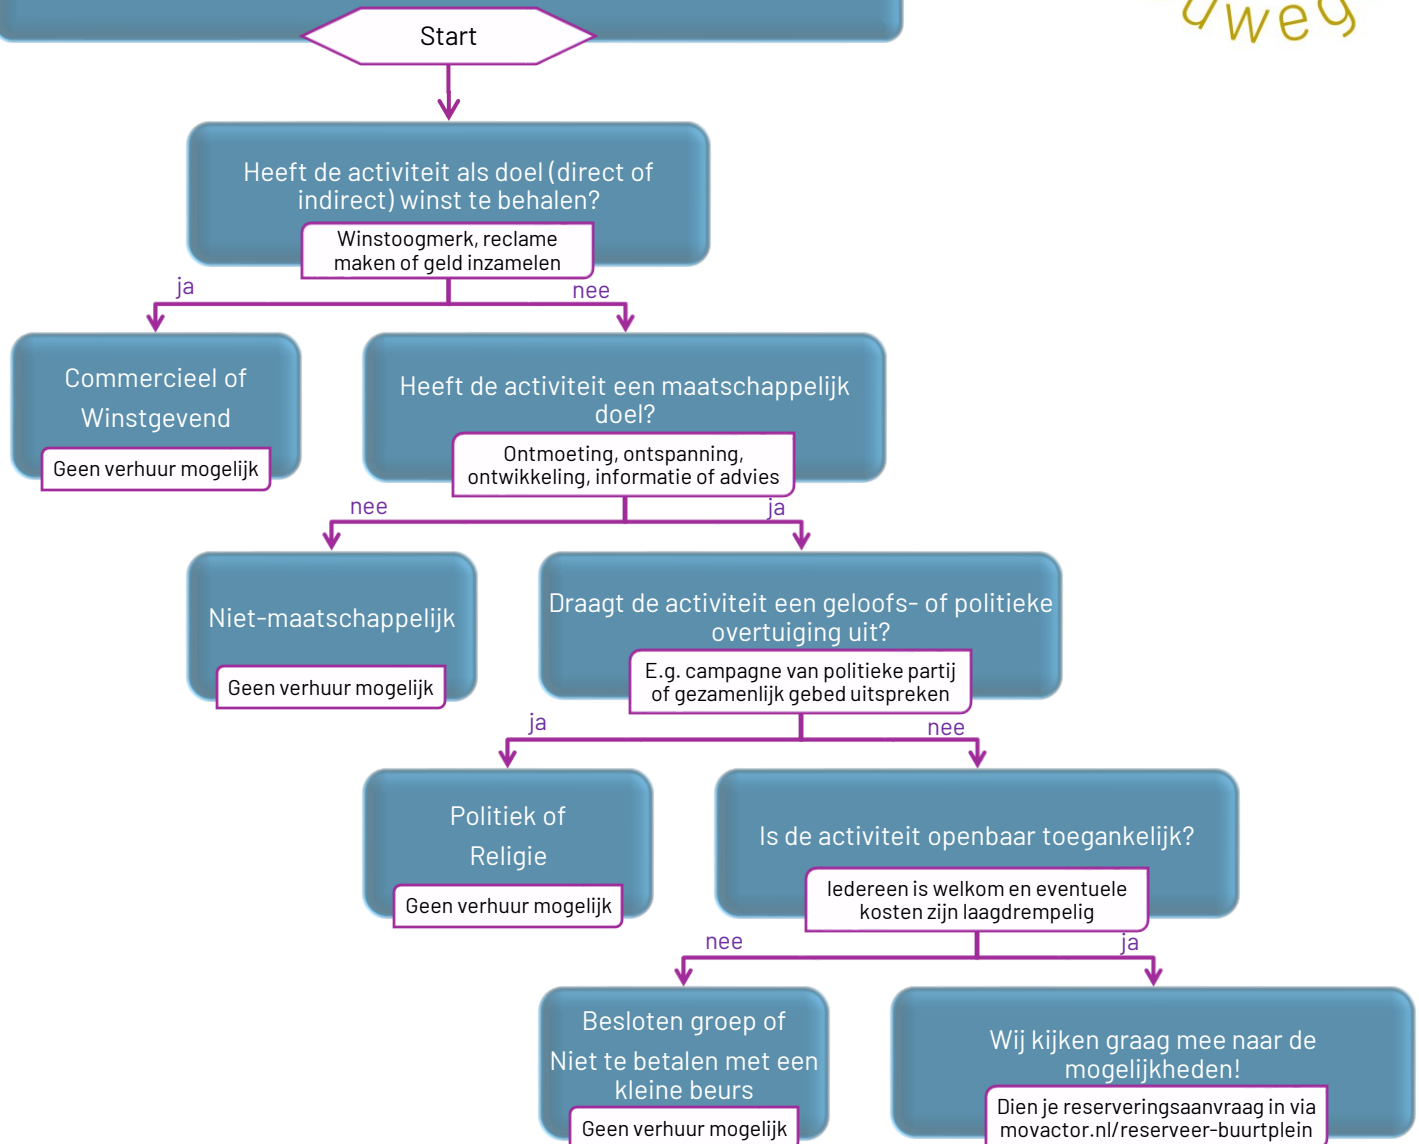 Start
Heeft de activiteit als doel (direct of
indirect) winst te behalen?
Winstoogmerk, reclame
maken of geld inzamelen
ja
nee
Commercieel of
Winstgevend
Geen verhuur mogelijk
Heeft de activiteit een maatschappelijk
doel?
Ontmoeting, ontspanning,
ontwikkeling, informatie of advies
nee
ja
Niet-maatschappelijk
Geen verhuur mogelijk
Draagt de activiteit een geloofs- of politieke
overtuiging uit?
E.g. campagne van politieke partij
of gezamenlijk gebed uitspreken
ja
nee
Politiek of
Religie
Geen verhuur mogelijk
Is de activiteit openbaar toegankelijk?
Iedereen is welkom en eventuele
kosten zijn laagdrempelig
nee
ja
Besloten groep of
Niet te betalen met een
kleine beurs
Geen verhuur mogelijk
Wij kijken graag mee naar de
mogelijkheden!
Dien je reserveringsaanvraag in via
movactor.nl/reserveer-buurtplein